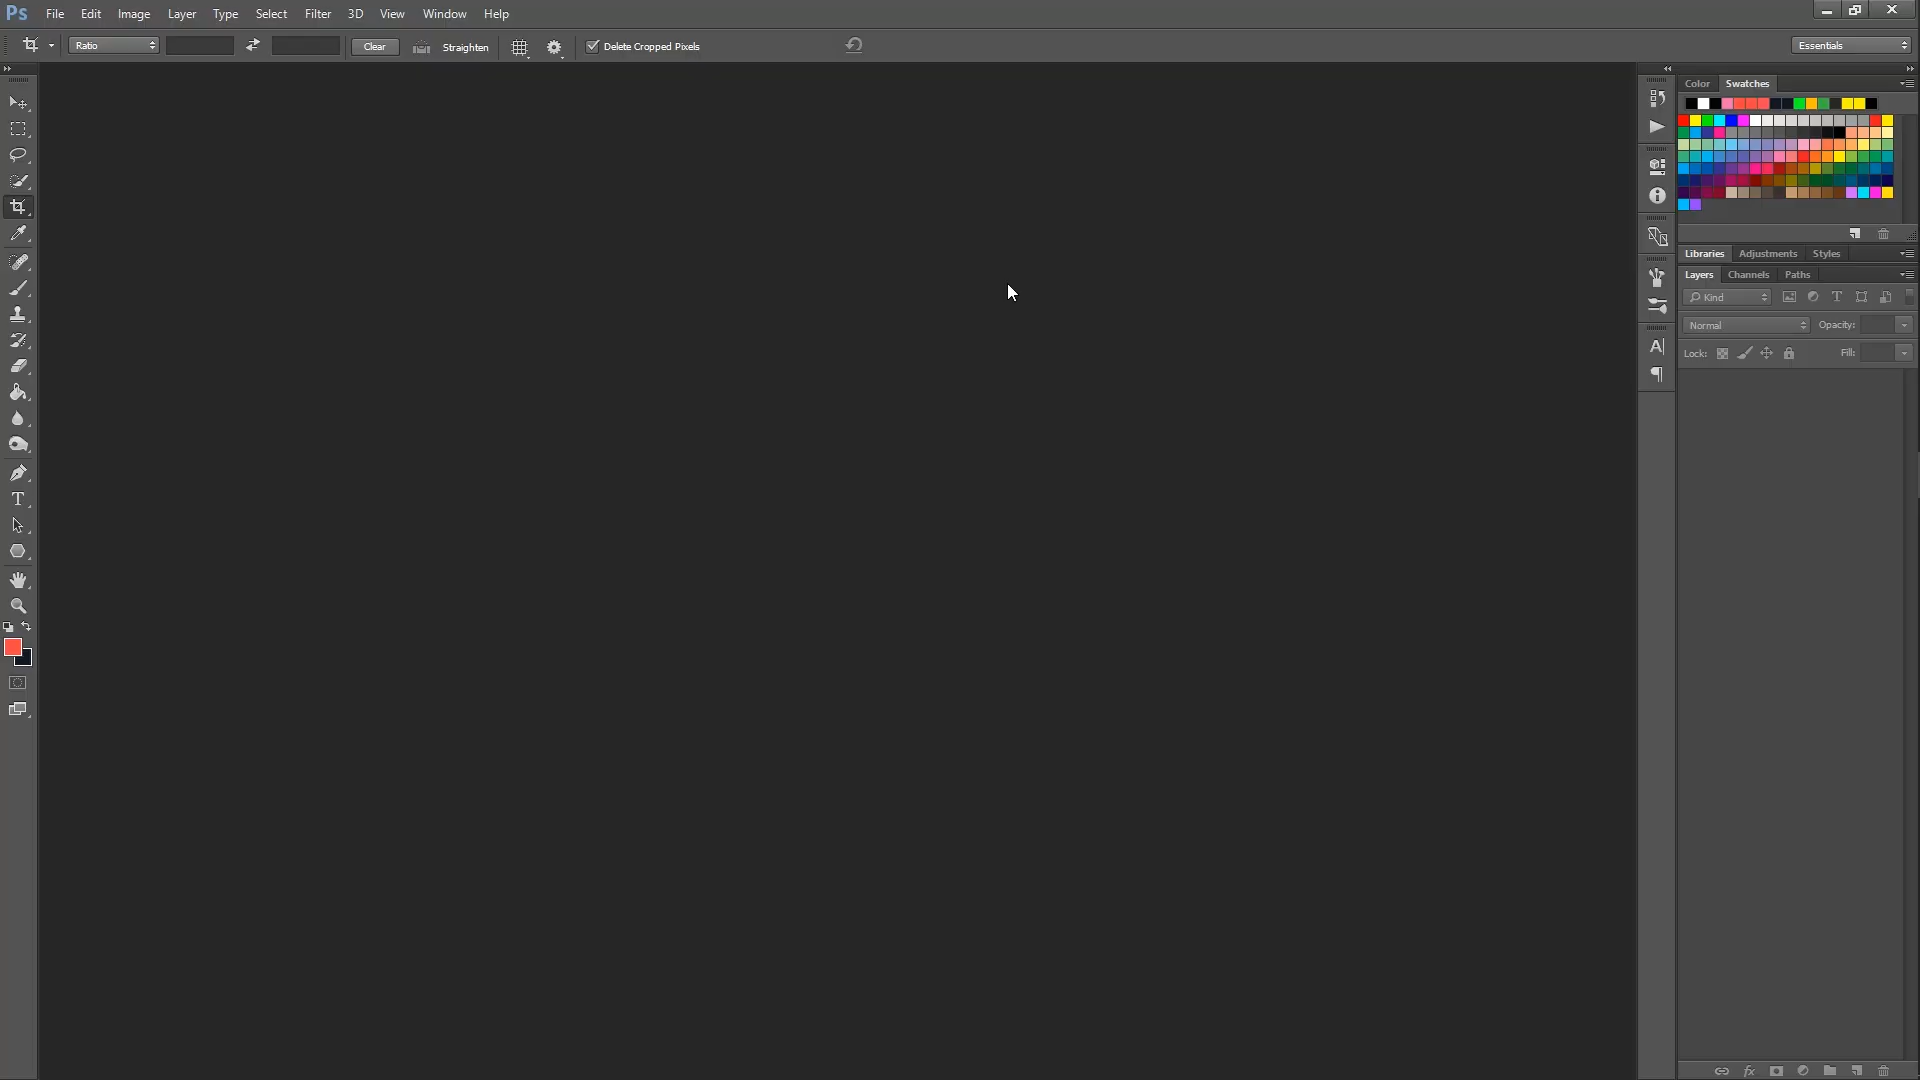 Ps File Edit Image Layer Type Select Filter 3D View Window Help
Ratio Clear Straighten Delete Cropped Pixels Essentials
Color Swatches
Libraries Adjustments Styles
Layers Channels Paths
Kind
Normal Opacity:
Lock: Fill: